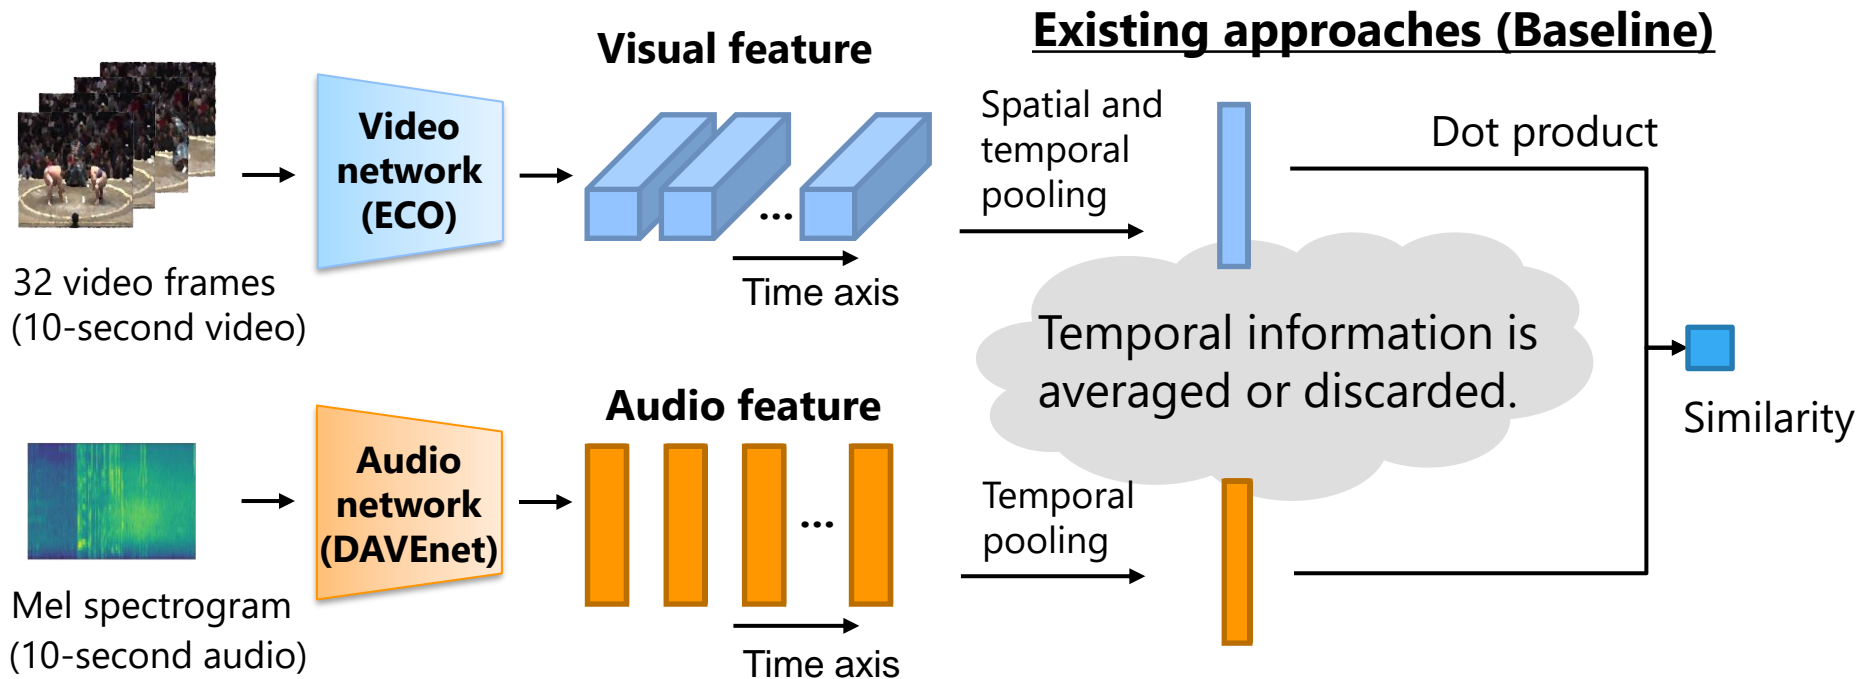 Existing approaches (Baseline)
Visual feature
Video
network
(ECO)
32 video frames
(10-second video)
...
Time axis
Spatial and
temporal
pooling
Dot product
Temporal information is
averaged or discarded.
Similarity
Audio feature
Audio
network
(DAVEnet)
Mel spectrogram
(10-second audio)
...
Time axis
Temporal
pooling